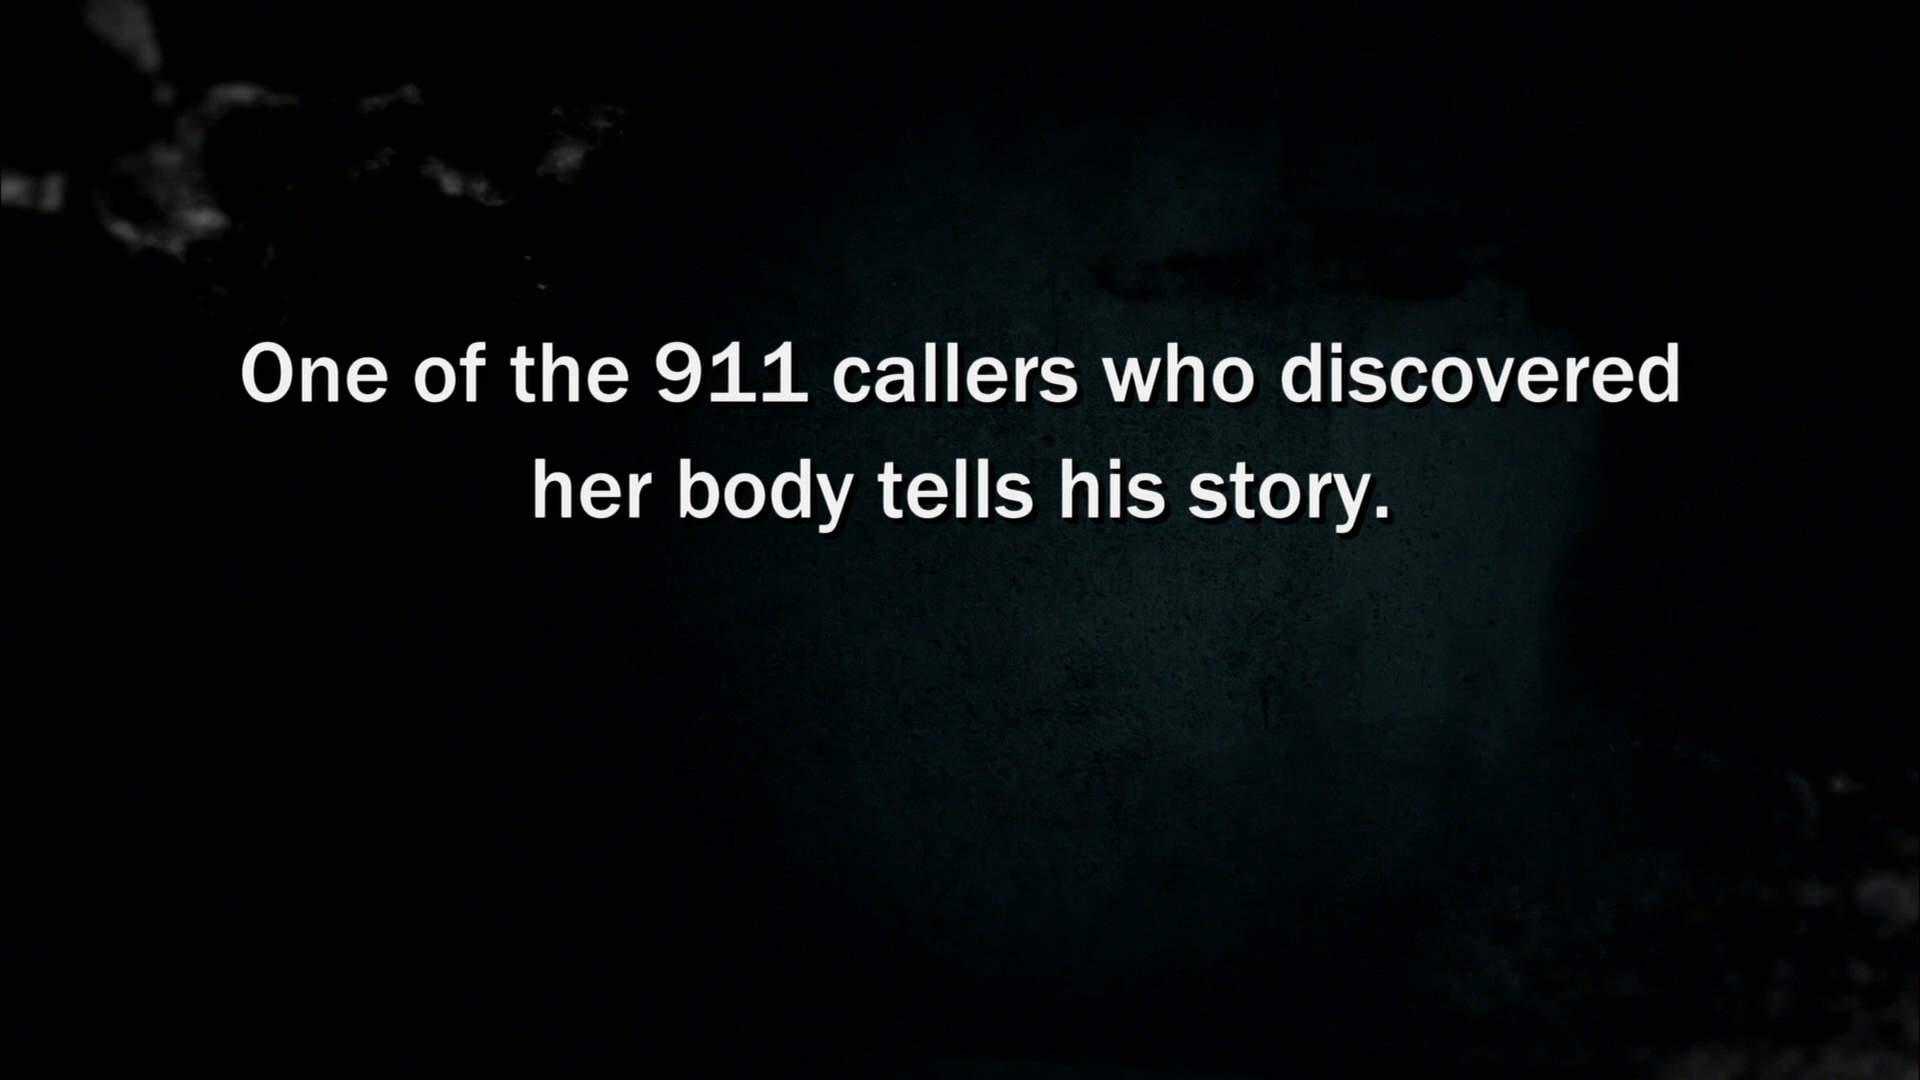 One of the 911 callers who discovered
her body tells his story.